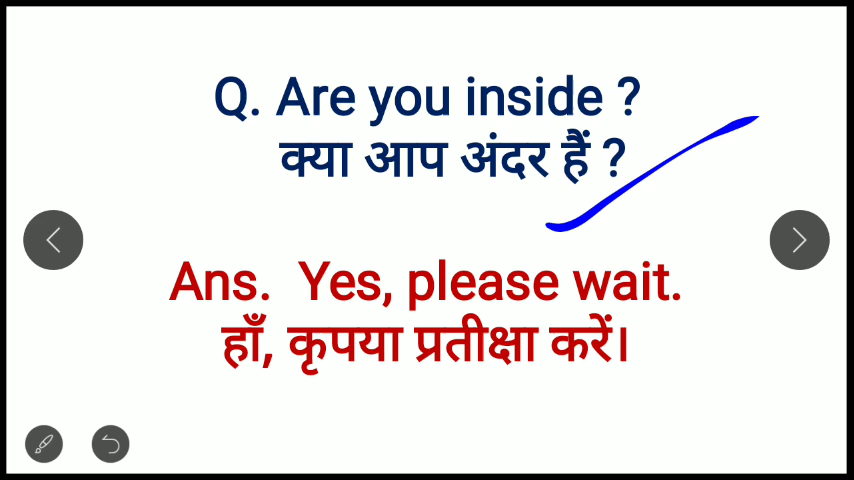 Q. Are you inside ?
क्या आप अंदर हैं ?
Ans. Yes, please wait.
हाँ, कृपया प्रतीक्षा करें।